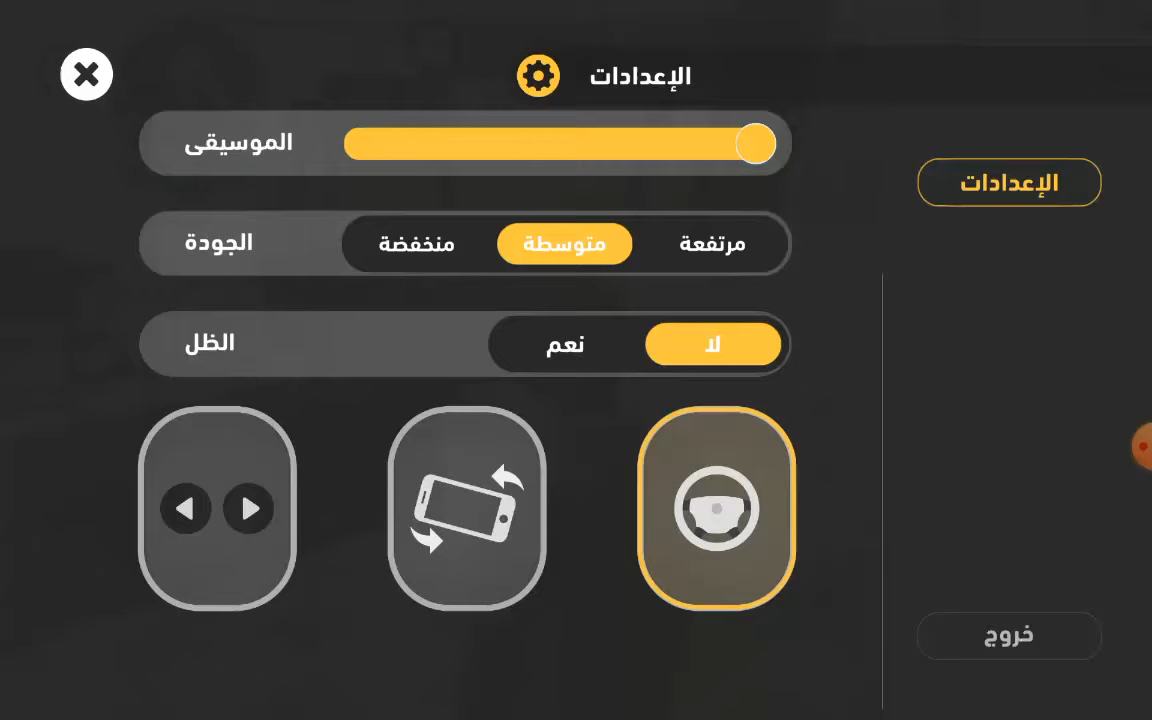 الإعدادات
الموسيقى
الإعدادات
الجودة
منخفضة متوسطة مرتفعة
الظل
نعم لا
خروج